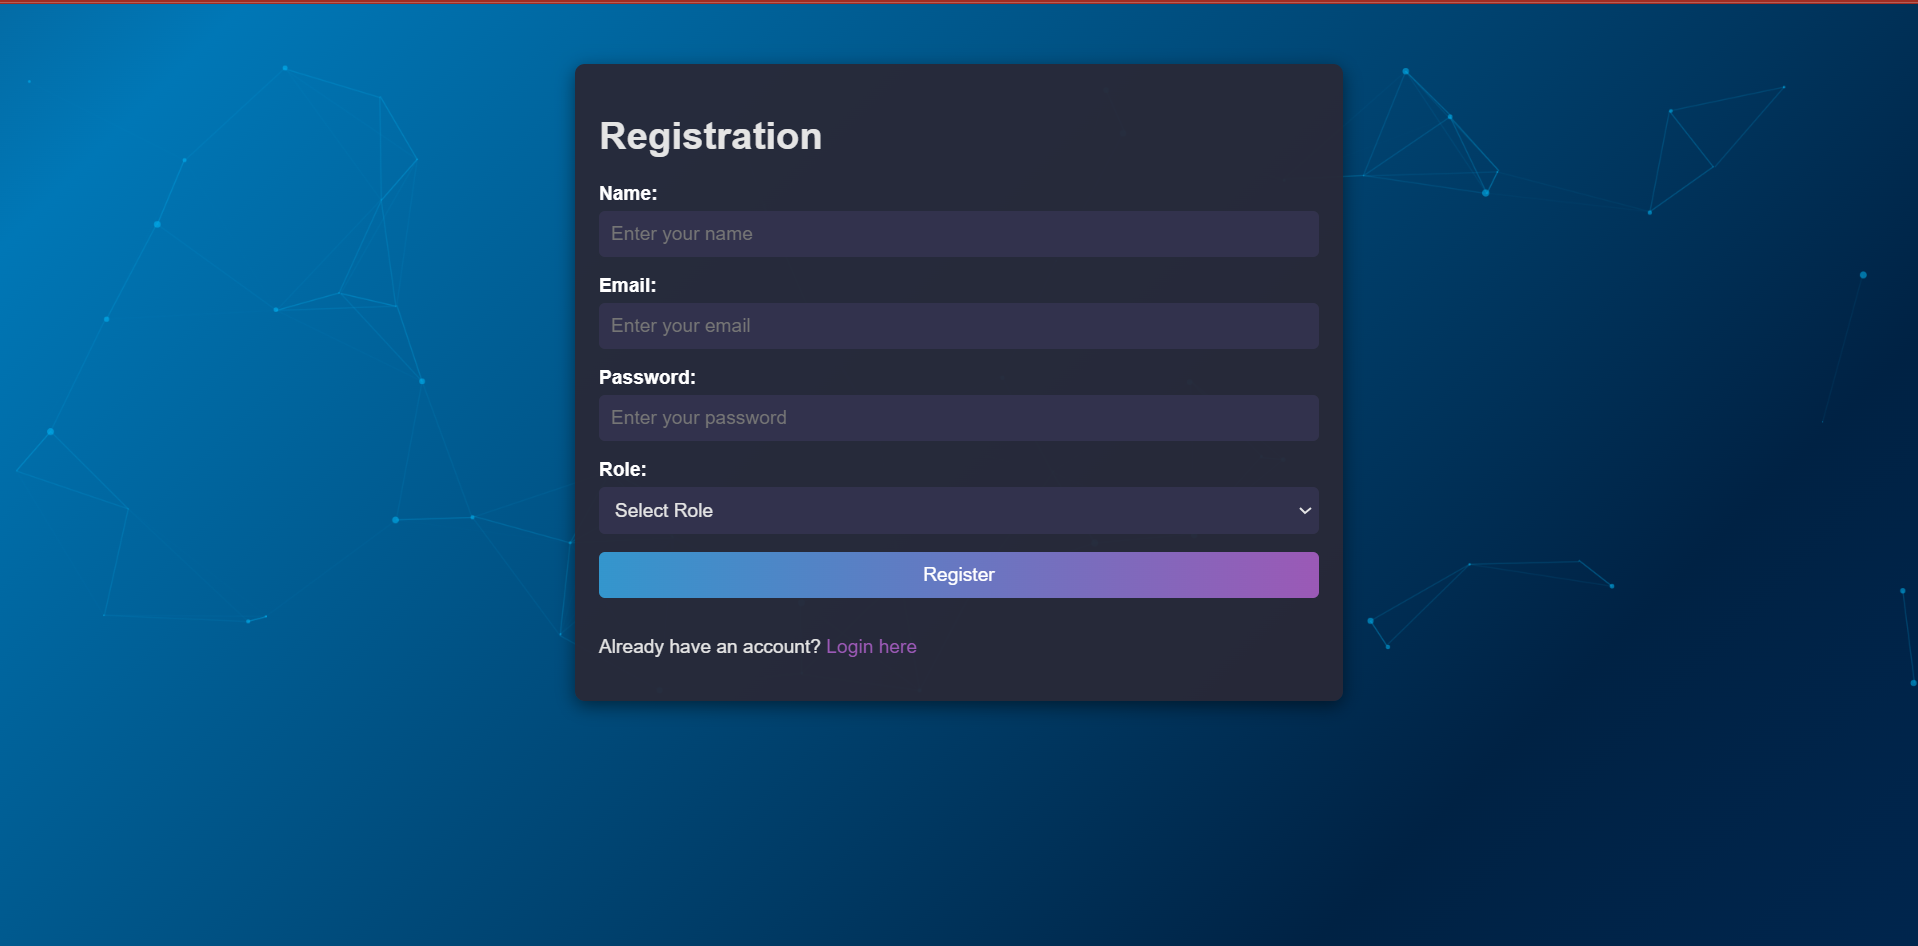 Registration
Name:
Enter your name
Email:
Enter your email
Password:
Enter your password
Role:
Select Role
Register
Already have an account? Login here